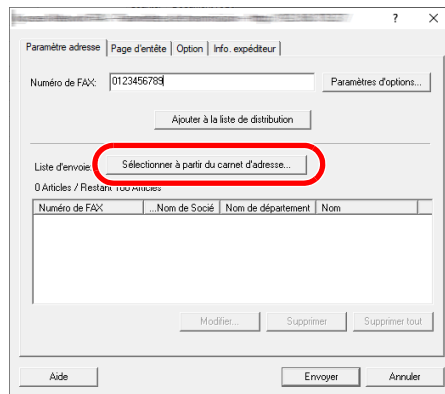 ?
Paramètre adresse Page d'entête Option Info. expéditeur
Numéro de FAX: 0123456789 Paramètres d'options...
Ajouter à la liste de distribution
Liste d'envoie: Sélectionner à partir du carnet d'adresse...
0 Articles / Restant 100 Articles
Numéro de FAX ...Nom de Socié Nom de département Nom
Modifier... Supprimer Supprimer tout
Aide Envoyer Annuler